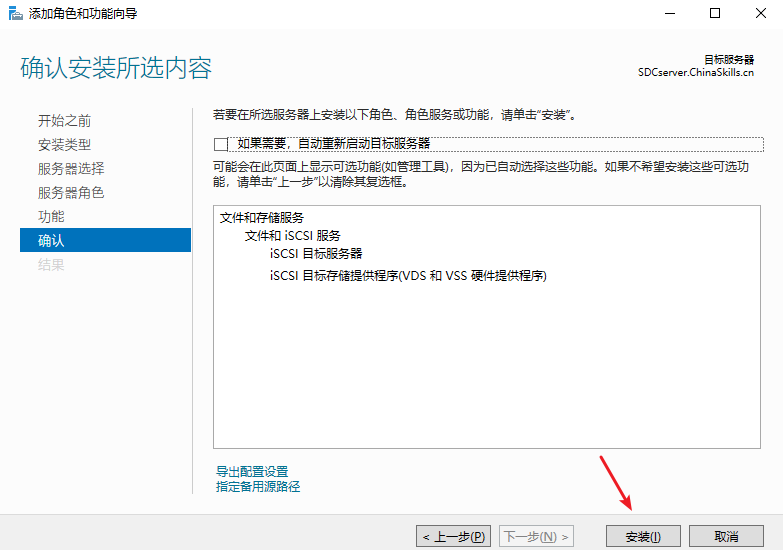 添加角色和功能向导
确认安装所选内容
目标服务器
SDCserver.ChinaSkills.cn
开始之前
安装类型
服务器选择
服务器角色
功能
确认
结果
若要在所选服务器上安装以下角色、角色服务或功能，请单击“安装”。
如果需要，自动重新启动目标服务器
可能会在此页面上显示可选功能(如管理工具)，因为已自动选择这些功能。如果不希望安装这些可选功
能，请单击“上一步”以清除其复选框。
文件和存储服务
文件和 iSCSI 服务
iSCSI 目标服务器
iSCSI 目标存储提供程序(VDS 和 VSS 硬件提供程序)
导出配置设置
指定备用源路径
< 上一步(P)
下一步(N) >
安装(I)
取消